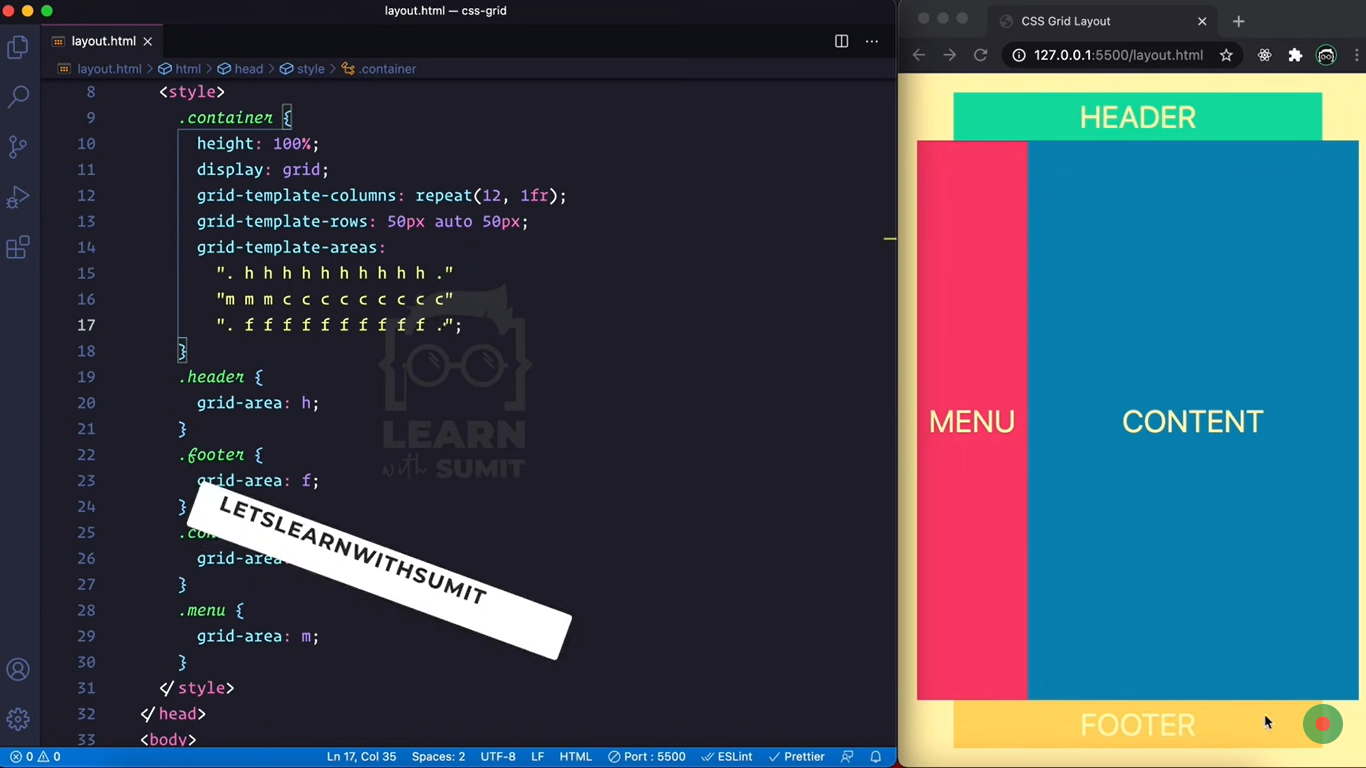 layout.html — css-grid
layout.html
layout.html > html > head > style > .container
8 <style>
9 .container {
10 height: 100%;
11 display: grid;
12 grid-template-columns: repeat(12, 1fr);
13 grid-template-rows: 50px auto 50px;
14 grid-template-areas:
15 ". h h h h h h h h h h ."
16 "m m m c c c c c c c c c"
17 ". f f f f f f f f f f .";
18 }
19 .header {
20 grid-area: h;
21 }
22 .footer {
23 grid-area: f;
24 }
25 .con
26 grid-area
27 }
28 .menu {
29 grid-area: m;
30 }
31 </style>
32 </head>
33 <body>
LEARN
with SUMIT
LETSLEARNWITHSUMIT
0 0 Ln 17, Col 35 Spaces: 2 UTF-8 LF HTML Port : 5500 ESLint Prettier
CSS Grid Layout
127.0.0.1:5500/layout.html
HEADER
MENU
CONTENT
FOOTER